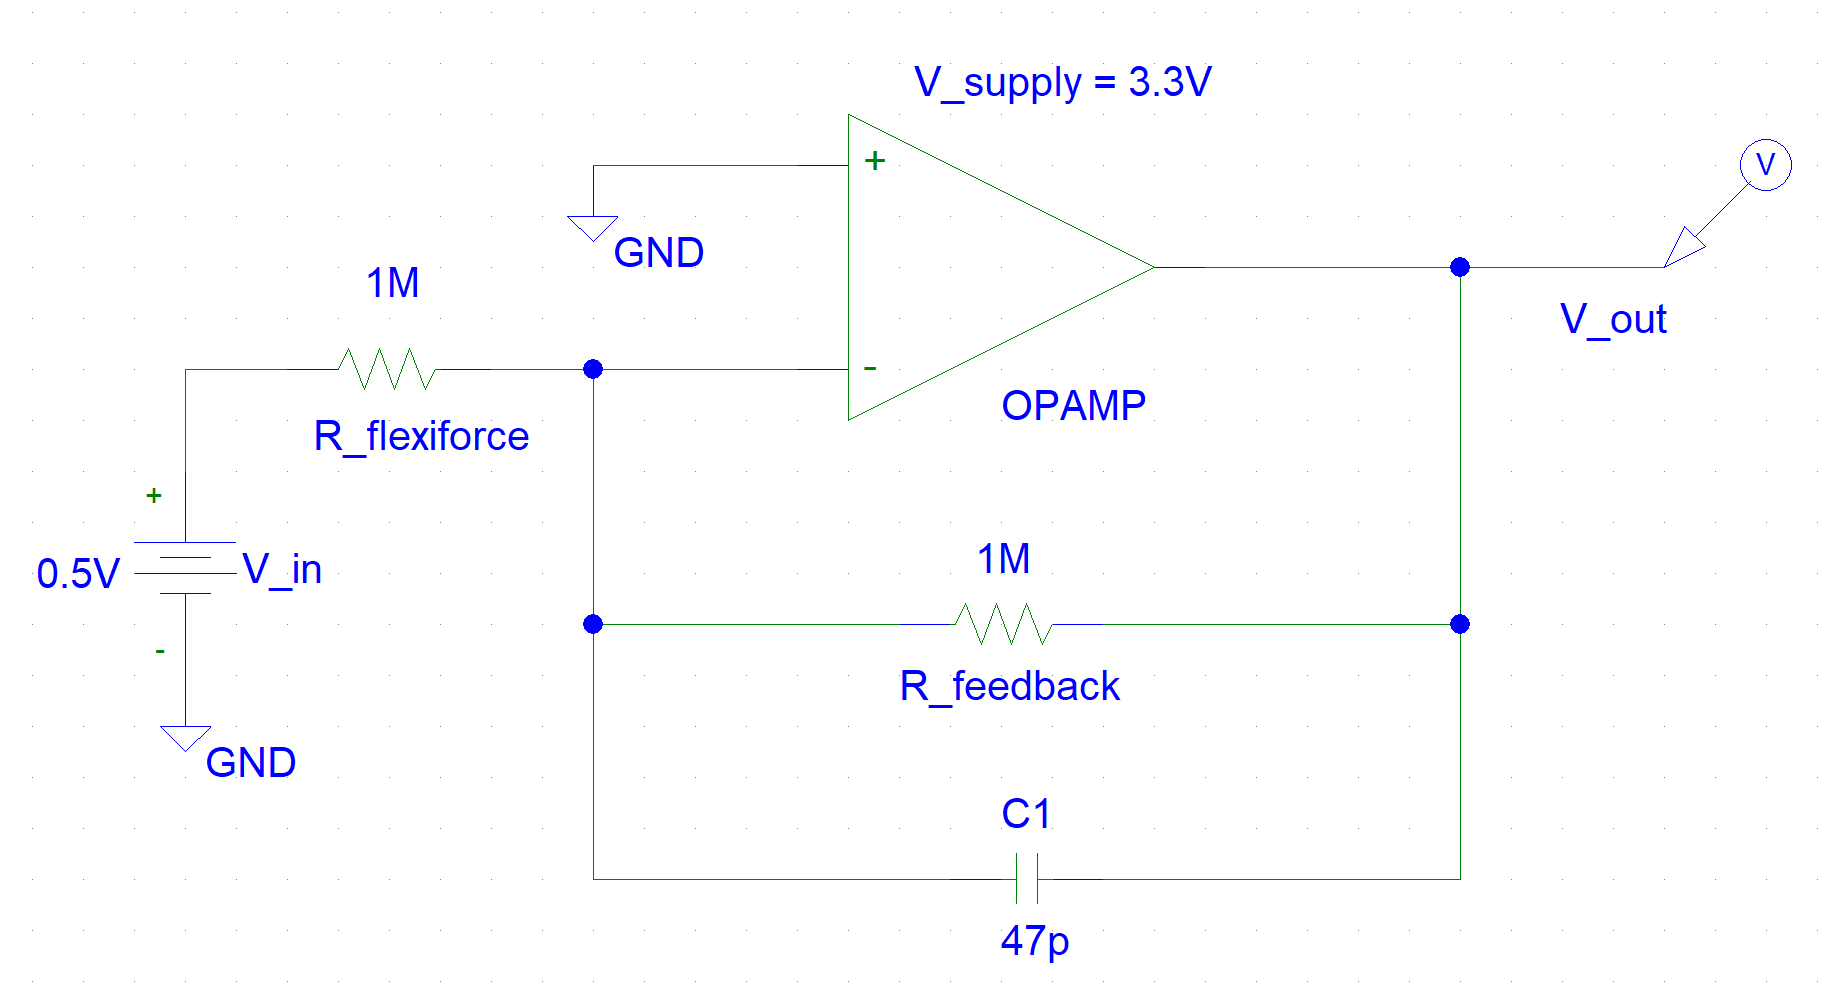 V_supply = 3.3V
+
V
GND
1M
V_out
-
OPAMP
R_flexiforce
+
0.5V
V_in
1M
-
R_feedback
GND
C1
47p